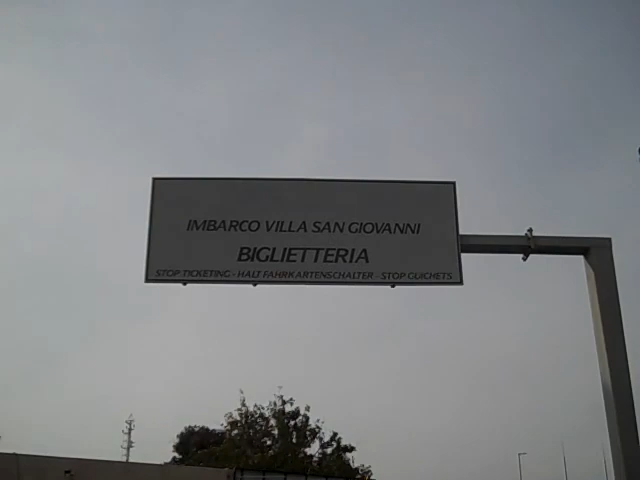 IMBARCO VILLA SAN GIOVANNI
BIGLIETTERIA
STOP TICKETING - HALT FAHRKARTENSCHALTER - STOP GUICHETS